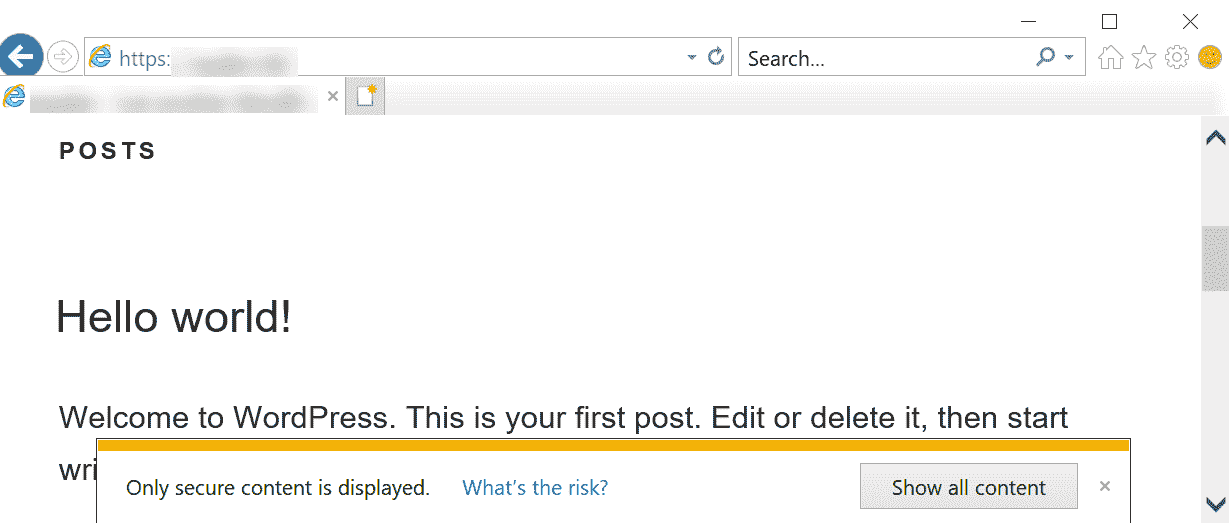 https:
Search...
POSTS
Hello world!
Welcome to WordPress. This is your first post. Edit or delete it, then start
wri
Only secure content is displayed. What's the risk? Show all content